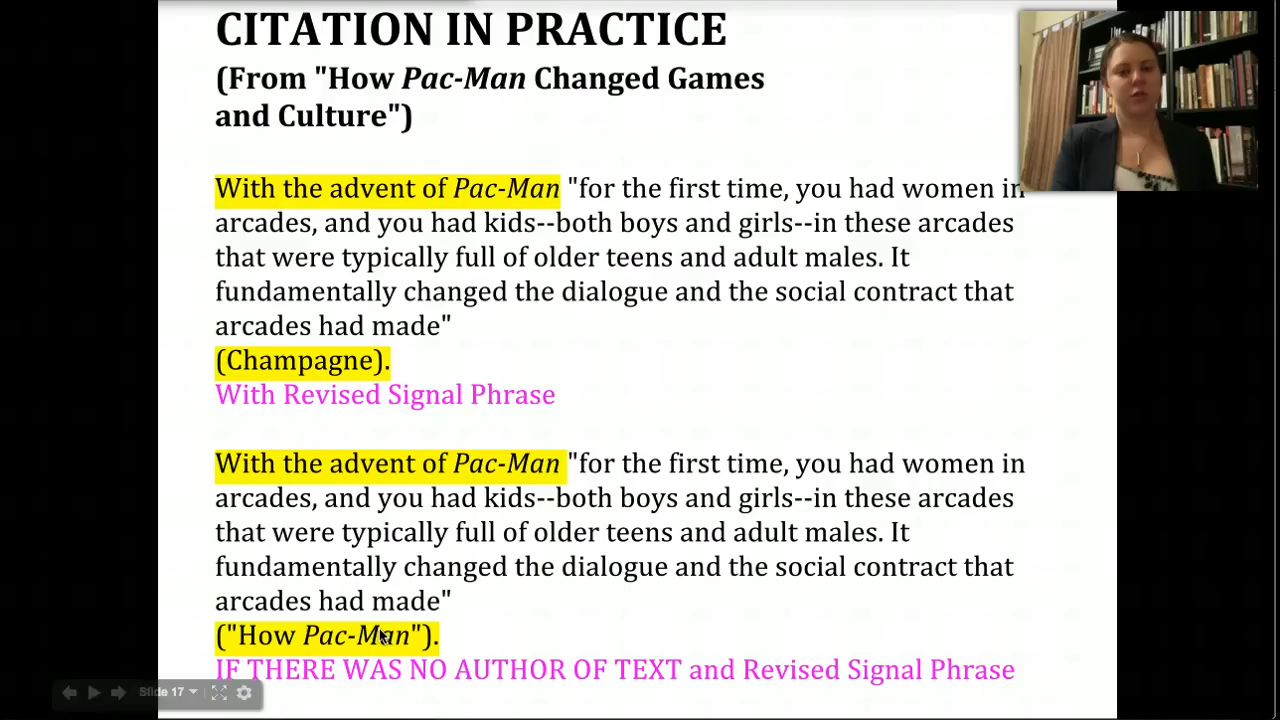 CITATION IN PRACTICE
(From "How Pac-Man Changed Games
and Culture")
With the advent of Pac-Man "for the first time, you had women in
arcades, and you had kids--both boys and girls--in these arcades
that were typically full of older teens and adult males. It
fundamentally changed the dialogue and the social contract that
arcades had made"
(Champagne).
With Revised Signal Phrase
With the advent of Pac-Man "for the first time, you had women in
arcades, and you had kids--both boys and girls--in these arcades
that were typically full of older teens and adult males. It
fundamentally changed the dialogue and the social contract that
arcades had made"
("How Pac-Man").
IF THERE WAS NO AUTHOR OF TEXT and Revised Signal Phrase
Slide 17